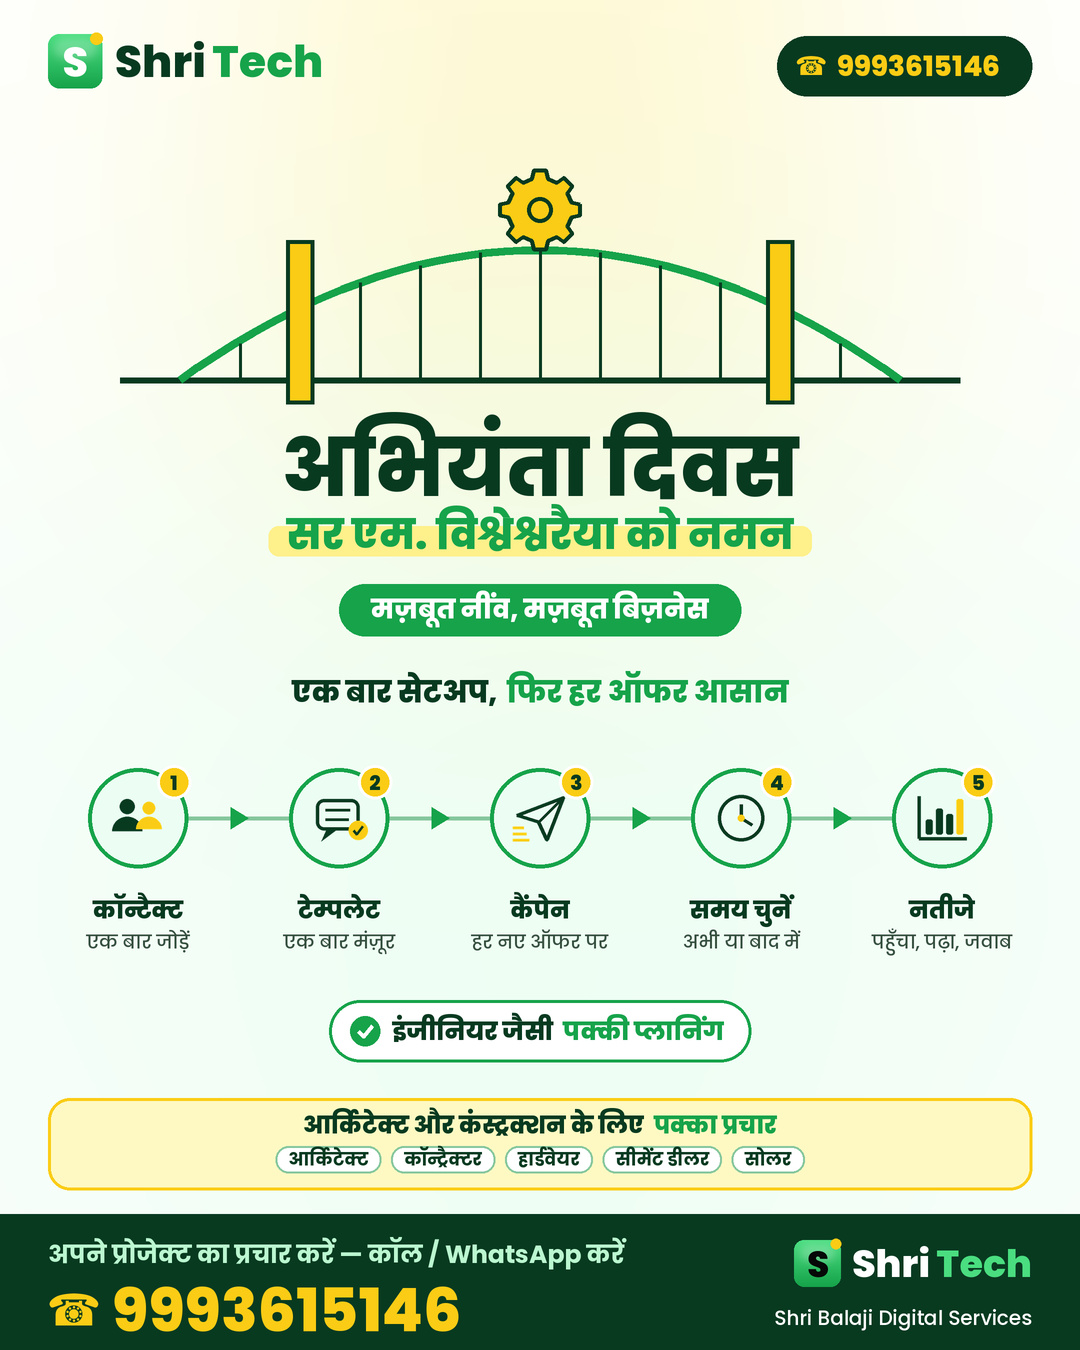 S Shri Tech
☎ 9993615146
अभियंता दिवस
सर एम. विश्वेश्वरैया को नमन
मज़बूत नींव, मज़बूत बिज़नेस
एक बार सेटअप, फिर हर ऑफर आसान
1 2 3 4 5
कॉन्टैक्ट टेम्पलेट कैंपेन समय चुनें नतीजे
एक बार जोड़ें एक बार मंज़ूर हर नए ऑफर पर अभी या बाद में पहुँचा, पढ़ा, जवाब
इंजीनियर जैसी पक्की प्लानिंग
आर्किटेक्ट और कंस्ट्रक्शन के लिए पक्का प्रचार
आर्किटेक्ट कॉन्ट्रैक्टर हार्डवेयर सीमेंट डीलर सोलर
अपने प्रोजेक्ट का प्रचार करें — कॉल / WhatsApp करें
☎ 9993615146
S Shri Tech
Shri Balaji Digital Services